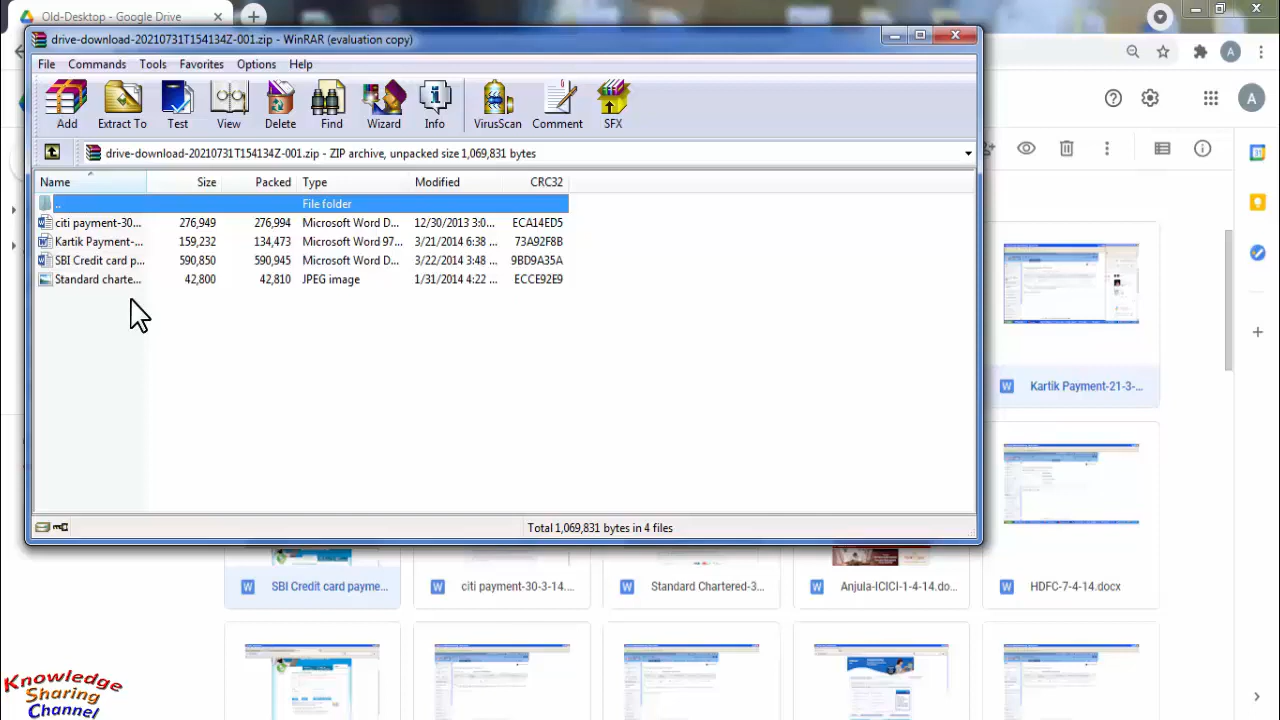 Old-Desktop - Google Drive
drive-download-20210731T154134Z-001.zip - WinRAR (evaluation copy)
File Commands Tools Favorites Options Help
Add Extract To Test View Delete Find Wizard Info VirusScan Comment SFX
drive-download-20210731T154134Z-001.zip - ZIP archive, unpacked size 1,069,831 bytes
Name Size Packed Type Modified CRC32
.. File folder
citi payment-30... 276,949 276,994 Microsoft Word D... 12/30/2013 3:0... ECA14ED5
Kartik Payment-... 159,232 134,473 Microsoft Word 97... 3/21/2014 6:38 ... 73A92F8B
SBI Credit card p... 590,850 590,945 Microsoft Word D... 3/22/2014 3:48 ... 9BD9A35A
Standard charte... 42,800 42,810 JPEG image 1/31/2014 4:22 ... ECCE92E9
Total 1,069,831 bytes in 4 files
A
A
W Kartik Payment-21-3-...
W SBI Credit card payme...
W citi payment-30-3-14....
W Standard Chartered-3...
W Anjula-ICICI-1-4-14.do...
W HDFC-7-4-14.docx
Knowledge
Sharing
Channel